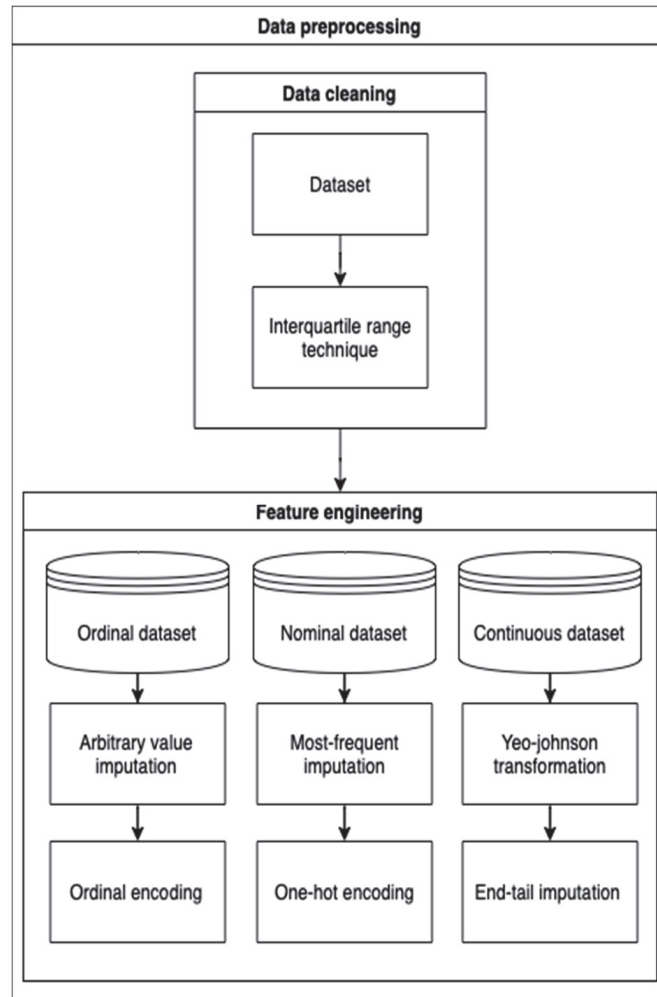 Data preprocessing
Data cleaning
Dataset
Interquartile range
technique
Feature engineering
Ordinal dataset
Nominal dataset
Continuous dataset
Arbitrary value
imputation
Most-frequent
imputation
Yeo-johnson
transformation
Ordinal encoding
One-hot encoding
End-tail imputation